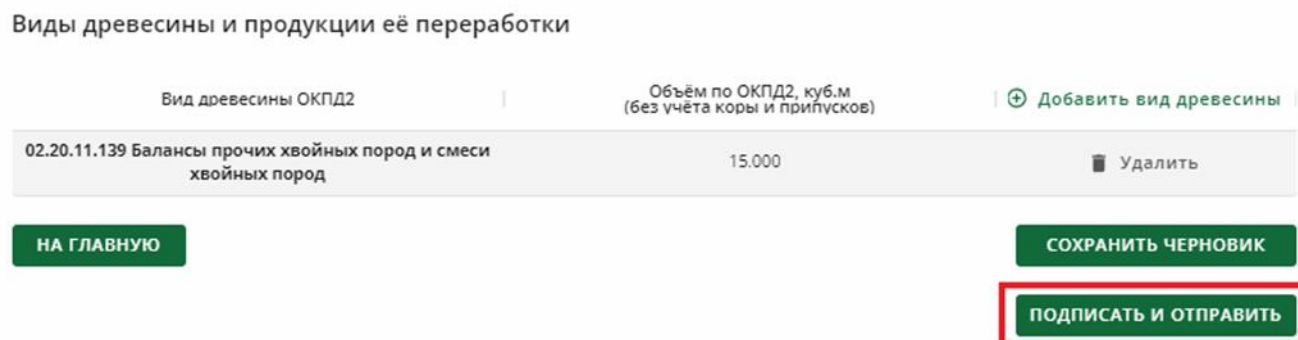 Виды древесины и продукции её переработки
Вид древесины ОКПД2
Объём по ОКПД2, куб.м
(без учёта коры и припусков)
Добавить вид древесины
02.20.11.139 Балансы прочих хвойных пород и смеси
хвойных пород
15.000
Удалить
НА ГЛАВНУЮ
СОХРАНИТЬ ЧЕРНОВИК
ПОДПИСАТЬ И ОТПРАВИТЬ